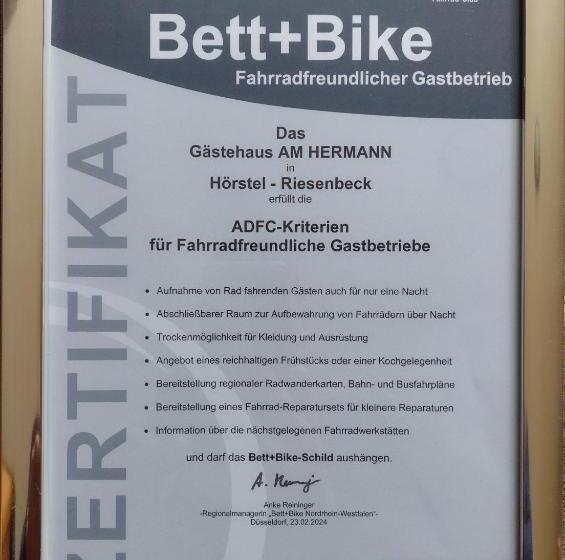 Bett+Bike
Fahrradfreundlicher Gastbetrieb
ZERTIFIKAT
Das
Gästehaus AM HERMANN
in
Hörstel - Riesenbeck
erfüllt die
ADFC-Kriterien
für Fahrradfreundliche Gastbetriebe
• Aufnahme von Rad fahrenden Gästen auch für nur eine Nacht
• Abschließbarer Raum zur Aufbewahrung von Fahrrädern über Nacht
• Trockenmöglichkeit für Kleidung und Ausrüstung
• Angebot eines reichhaltigen Frühstücks oder einer Kochgelegenheit
• Bereitstellung regionaler Radwanderkarten, Bahn- und Busfahrpläne
• Bereitstellung eines Fahrrad-Reparatursets für kleinere Reparaturen
• Information über die nächstgelegenen Fahrradwerkstätten
und darf das Bett+Bike-Schild aushängen.
Anke Reininger
-Regionalmanagerin „Bett+Bike Nordrhein-Westfalen"-
Düsseldorf, 23.02.2024